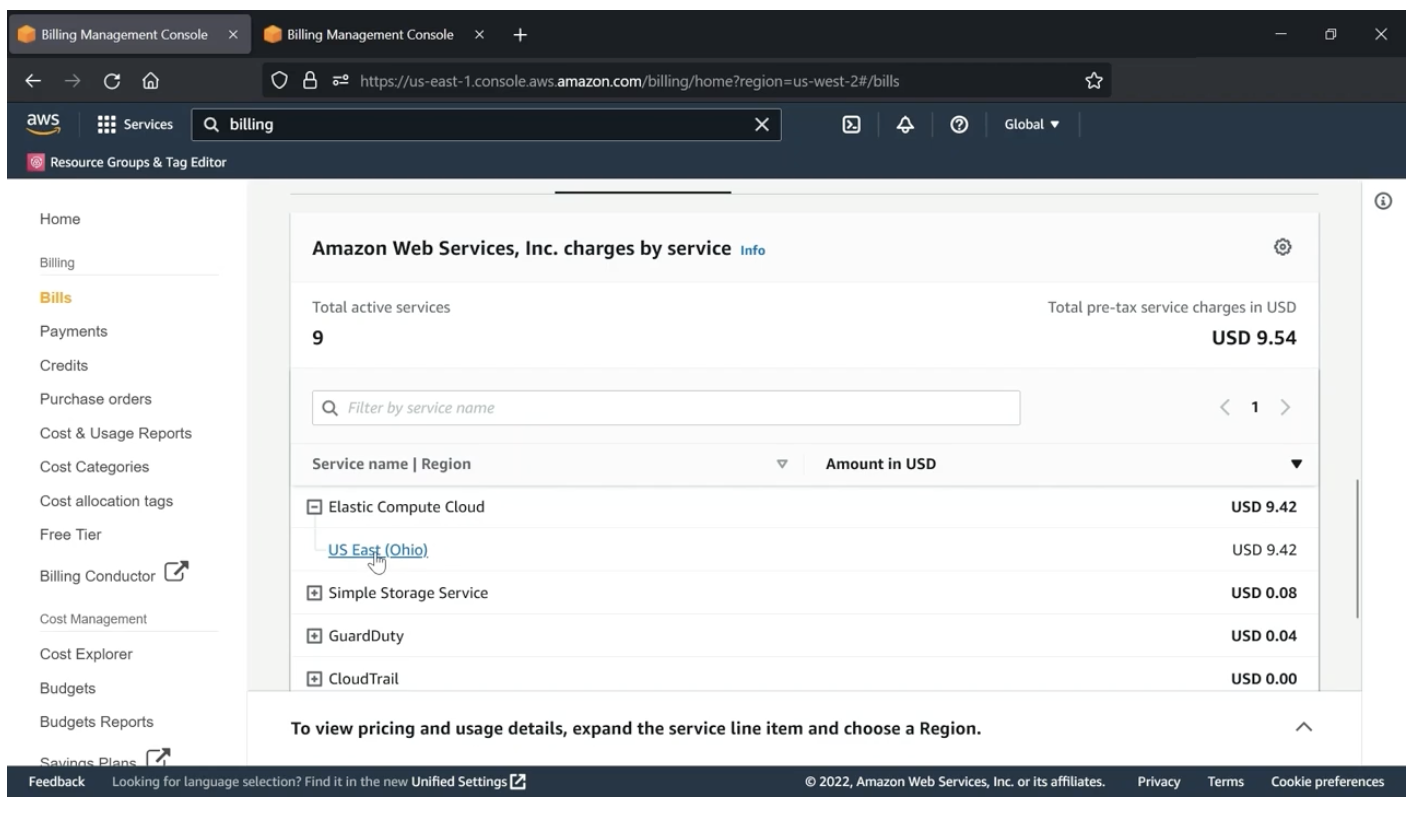 Billing Management Console
Billing Management Console
https://us-east-1.console.aws.amazon.com/billing/home?region=us-west-2#/bills
aws
Services
billing
Global
Resource Groups & Tag Editor
Home
Billing
Bills
Payments
Credits
Purchase orders
Cost & Usage Reports
Cost Categories
Cost allocation tags
Free Tier
Billing Conductor
Cost Management
Cost Explorer
Budgets
Budgets Reports
Savings Plans
Amazon Web Services, Inc. charges by service Info
Total active services
9
Total pre-tax service charges in USD
USD 9.54
Filter by service name
1
Service name | Region Amount in USD
Elastic Compute Cloud USD 9.42
US East (Ohio) USD 9.42
Simple Storage Service USD 0.08
GuardDuty USD 0.04
CloudTrail USD 0.00
To view pricing and usage details, expand the service line item and choose a Region.
Feedback Looking for language selection? Find it in the new Unified Settings © 2022, Amazon Web Services, Inc. or its affiliates. Privacy Terms Cookie preferences